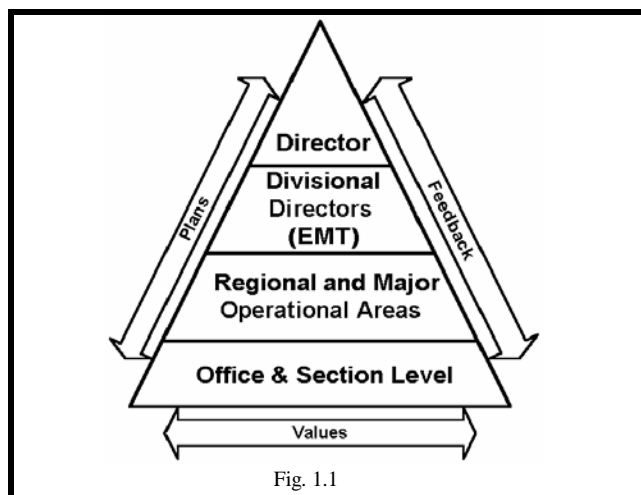 Director
Divisional
Directors
(EMT)
Plans
Feedback
Regional and Major
Operational Areas
Office & Section Level
Values
Fig. 1.1